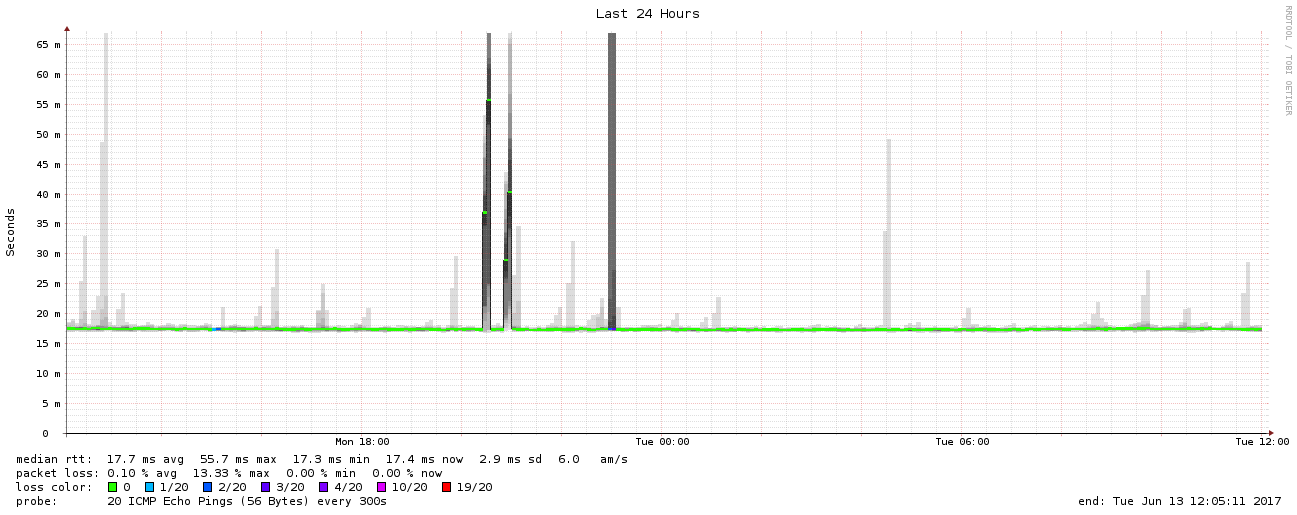 Last 24 Hours
RRDTOOL / TOBI OETIKER
Seconds
65 m
60 m
55 m
50 m
45 m
40 m
35 m
30 m
25 m
20 m
15 m
10 m
5 m
0
Mon 18:00 Tue 00:00 Tue 06:00 Tue 12:00
median rtt: 17.7 ms avg 55.7 ms max 17.3 ms min 17.4 ms now 2.9 ms sd 6.0 am/s
packet loss: 0.10 % avg 13.33 % max 0.00 % min 0.00 % now
loss color: 0 1/20 2/20 3/20 4/20 10/20 19/20
probe: 20 ICMP Echo Pings (56 Bytes) every 300s end: Tue Jun 13 12:05:11 2017